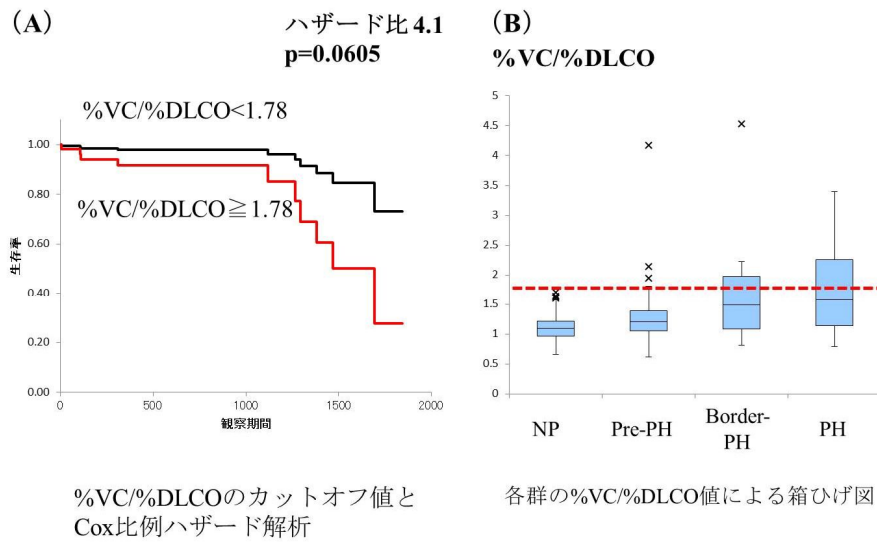 (A)
ハザード比 4.1
p=0.0605
%VC/%DLCO<1.78
%VC/%DLCO≧1.78
1.00
0.80
0.60
0.40
0.20
0.00
生存率
0
500
1000
1500
2000
観察期間
%VC/%DLCOのカットオフ値と
Cox比例ハザード解析
(B)
%VC/%DLCO
5
4.5
4
3.5
3
2.5
2
1.5
1
0.5
0
NP
Pre-PH
Border-
PH
PH
各群の%VC/%DLCO値による箱ひげ図